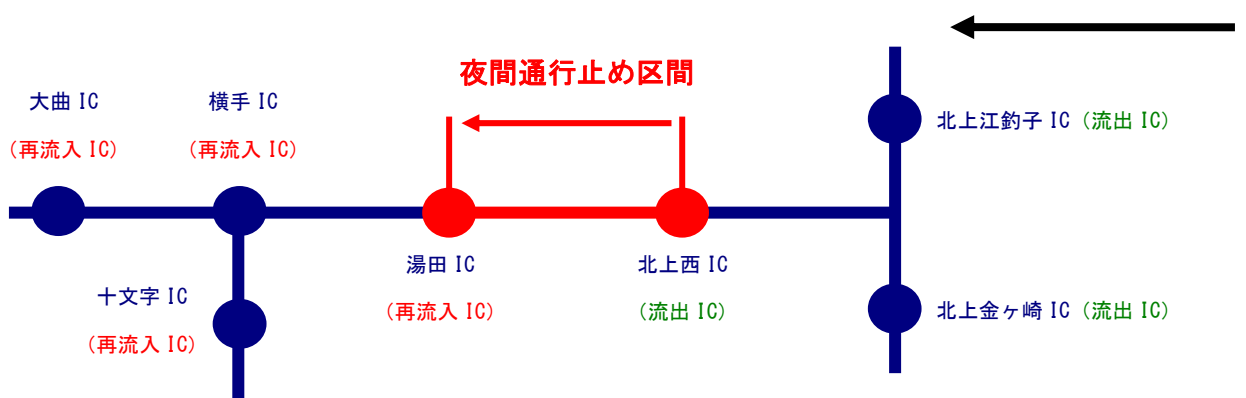 夜間通行止め区間
大曲 IC
(再流入 IC)
横手 IC
(再流入 IC)
北上江釣子 IC (流出 IC)
湯田 IC
(再流入 IC)
北上西 IC
(流出 IC)
十文字 IC
(再流入 IC)
北上金ヶ崎 IC (流出 IC)